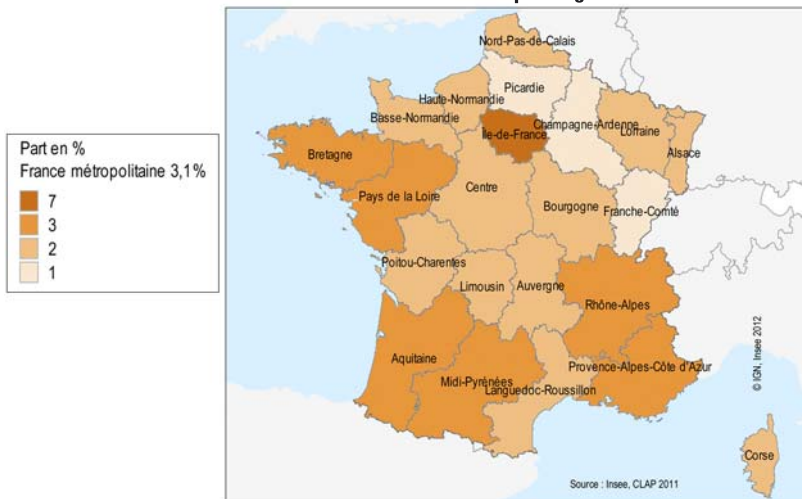 Part en %
France métropolitaine 3,1%
7
3
2
1
Nord-Pas-de-Calais
Picardie
Haute-Normandie
Basse-Normandie
Champagne-Ardenne
Île-de-France
Lorraine
Alsace
Bretagne
Pays de la Loire
Centre
Bourgogne
Franche-Comté
Poitou-Charentes
Limousin
Auvergne
Rhône-Alpes
Aquitaine
Midi-Pyrénées
Provence-Alpes-Côte d'Azur
Languedoc-Roussillon
Corse
© IGN, Insee 2012
Source : Insee, CLAP 2011